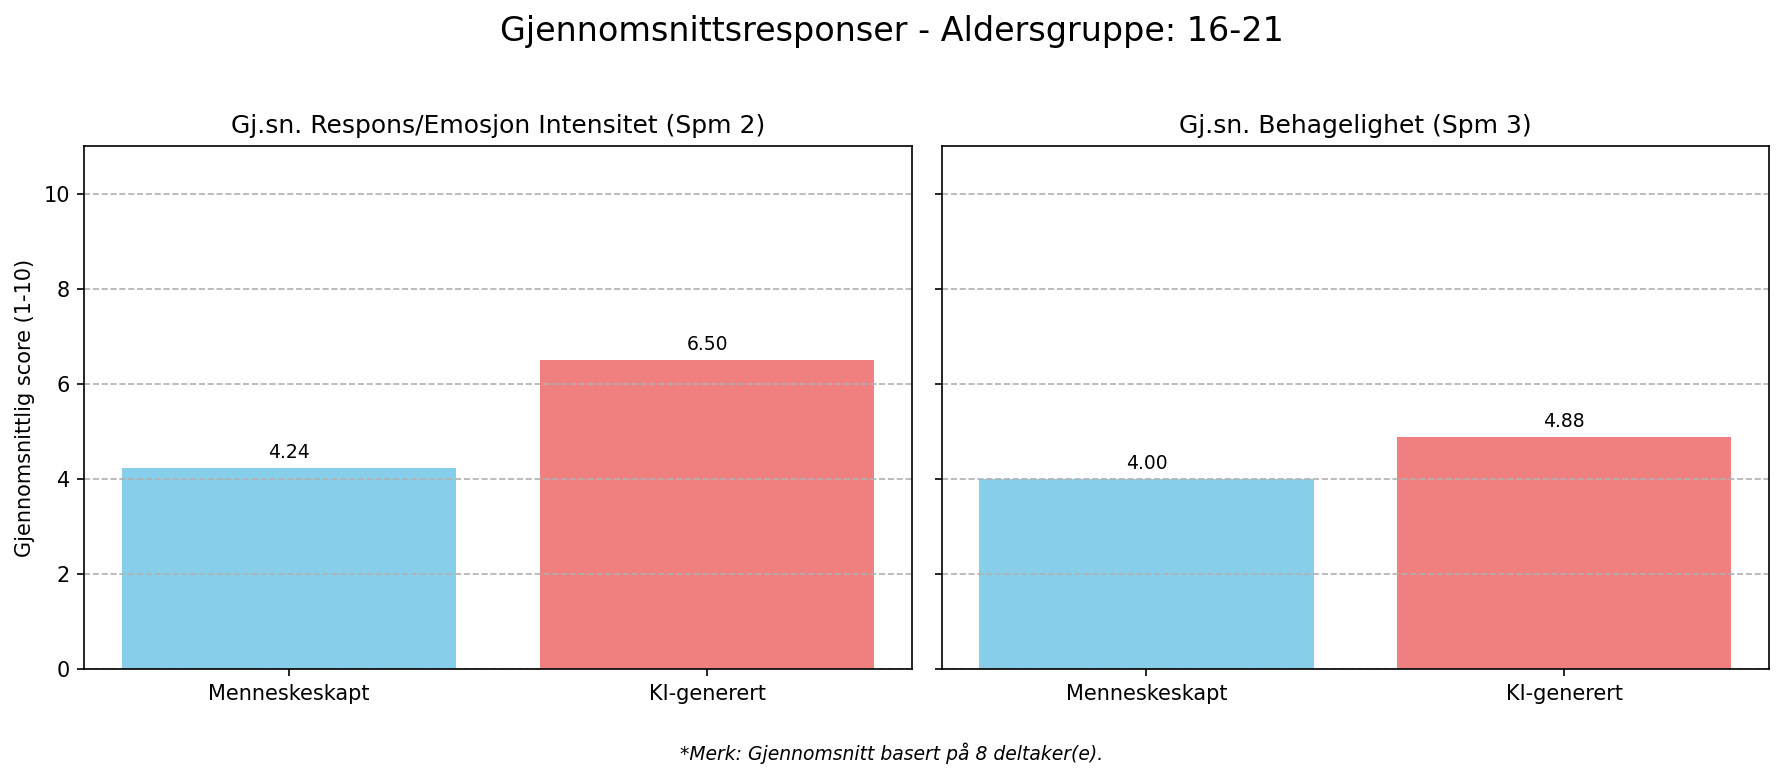 Gjennomsnittsresponser - Aldersgruppe: 16-21
Gj.sn. Respons/Emosjon Intensitet (Spm 2)
Gjennomsnittlig score (1-10)
10
8
6
4
2
0
4.24
6.50
Menneskeskapt
KI-generert
Gj.sn. Behagelighet (Spm 3)
4.00
4.88
Menneskeskapt
KI-generert
*Merk: Gjennomsnitt basert på 8 deltaker(e).